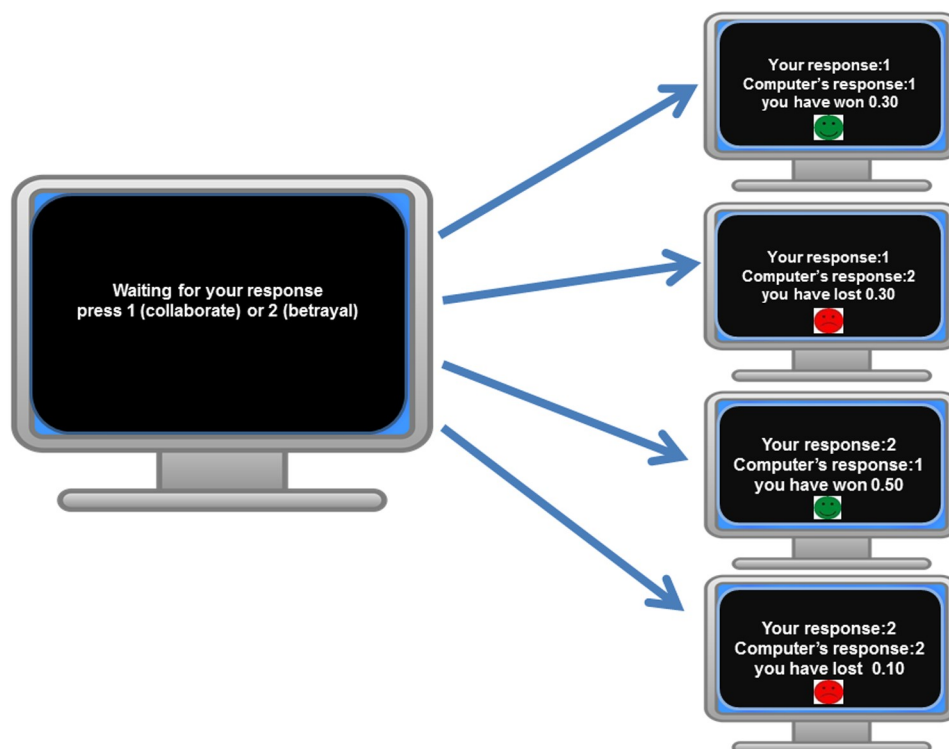 Waiting for your response
press 1 (collaborate) or 2 (betrayal)
Your response:1
Computer’s response:1
you have won 0.30
Your response:1
Computer’s response:2
you have lost 0.30
Your response:2
Computer’s response:1
you have won 0.50
Your response:2
Computer’s response:2
you have lost 0.10